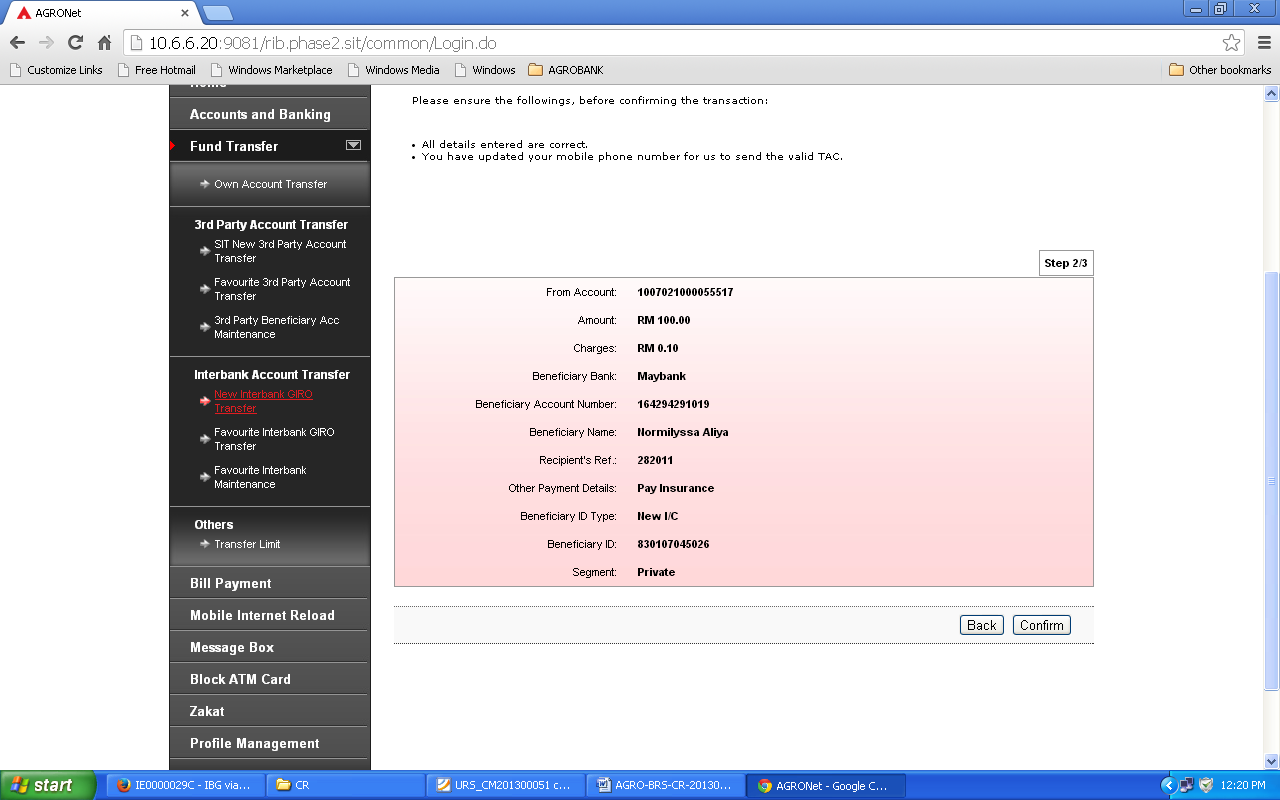 AGRONet
10.6.6.20:9081/rib.phase2.sit/common/Login.do
Customize Links
Free Hotmail
Windows Marketplace
Windows Media
Windows
AGROBANK
Other bookmarks
Home
Accounts and Banking
Fund Transfer
Own Account Transfer
3rd Party Account Transfer
SIT New 3rd Party Account
Transfer
Favourite 3rd Party Account
Transfer
3rd Party Beneficiary Acc
Maintenance
Interbank Account Transfer
New Interbank GIRO
Transfer
Favourite Interbank GIRO
Transfer
Favourite Interbank
Maintenance
Others
Transfer Limit
Bill Payment
Mobile Internet Reload
Message Box
Block ATM Card
Zakat
Profile Management
Please ensure the followings, before confirming the transaction:
• All details entered are correct.
• You have updated your mobile phone number for us to send the valid TAC.
Step 2/3
From Account: 1007021000055517
Amount: RM 100.00
Charges: RM 0.10
Beneficiary Bank: Maybank
Beneficiary Account Number: 164294291019
Beneficiary Name: Normilyssa Aliya
Recipient's Ref.: 282011
Other Payment Details: Pay Insurance
Beneficiary ID Type: New I/C
Beneficiary ID: 830107045026
Segment: Private
Back
Confirm
start
IE0000029C - IBG via...
CR
URS_CM201300051 c...
AGRO-BRS-CR-20130...
AGRONet - Google C...
12:20 PM